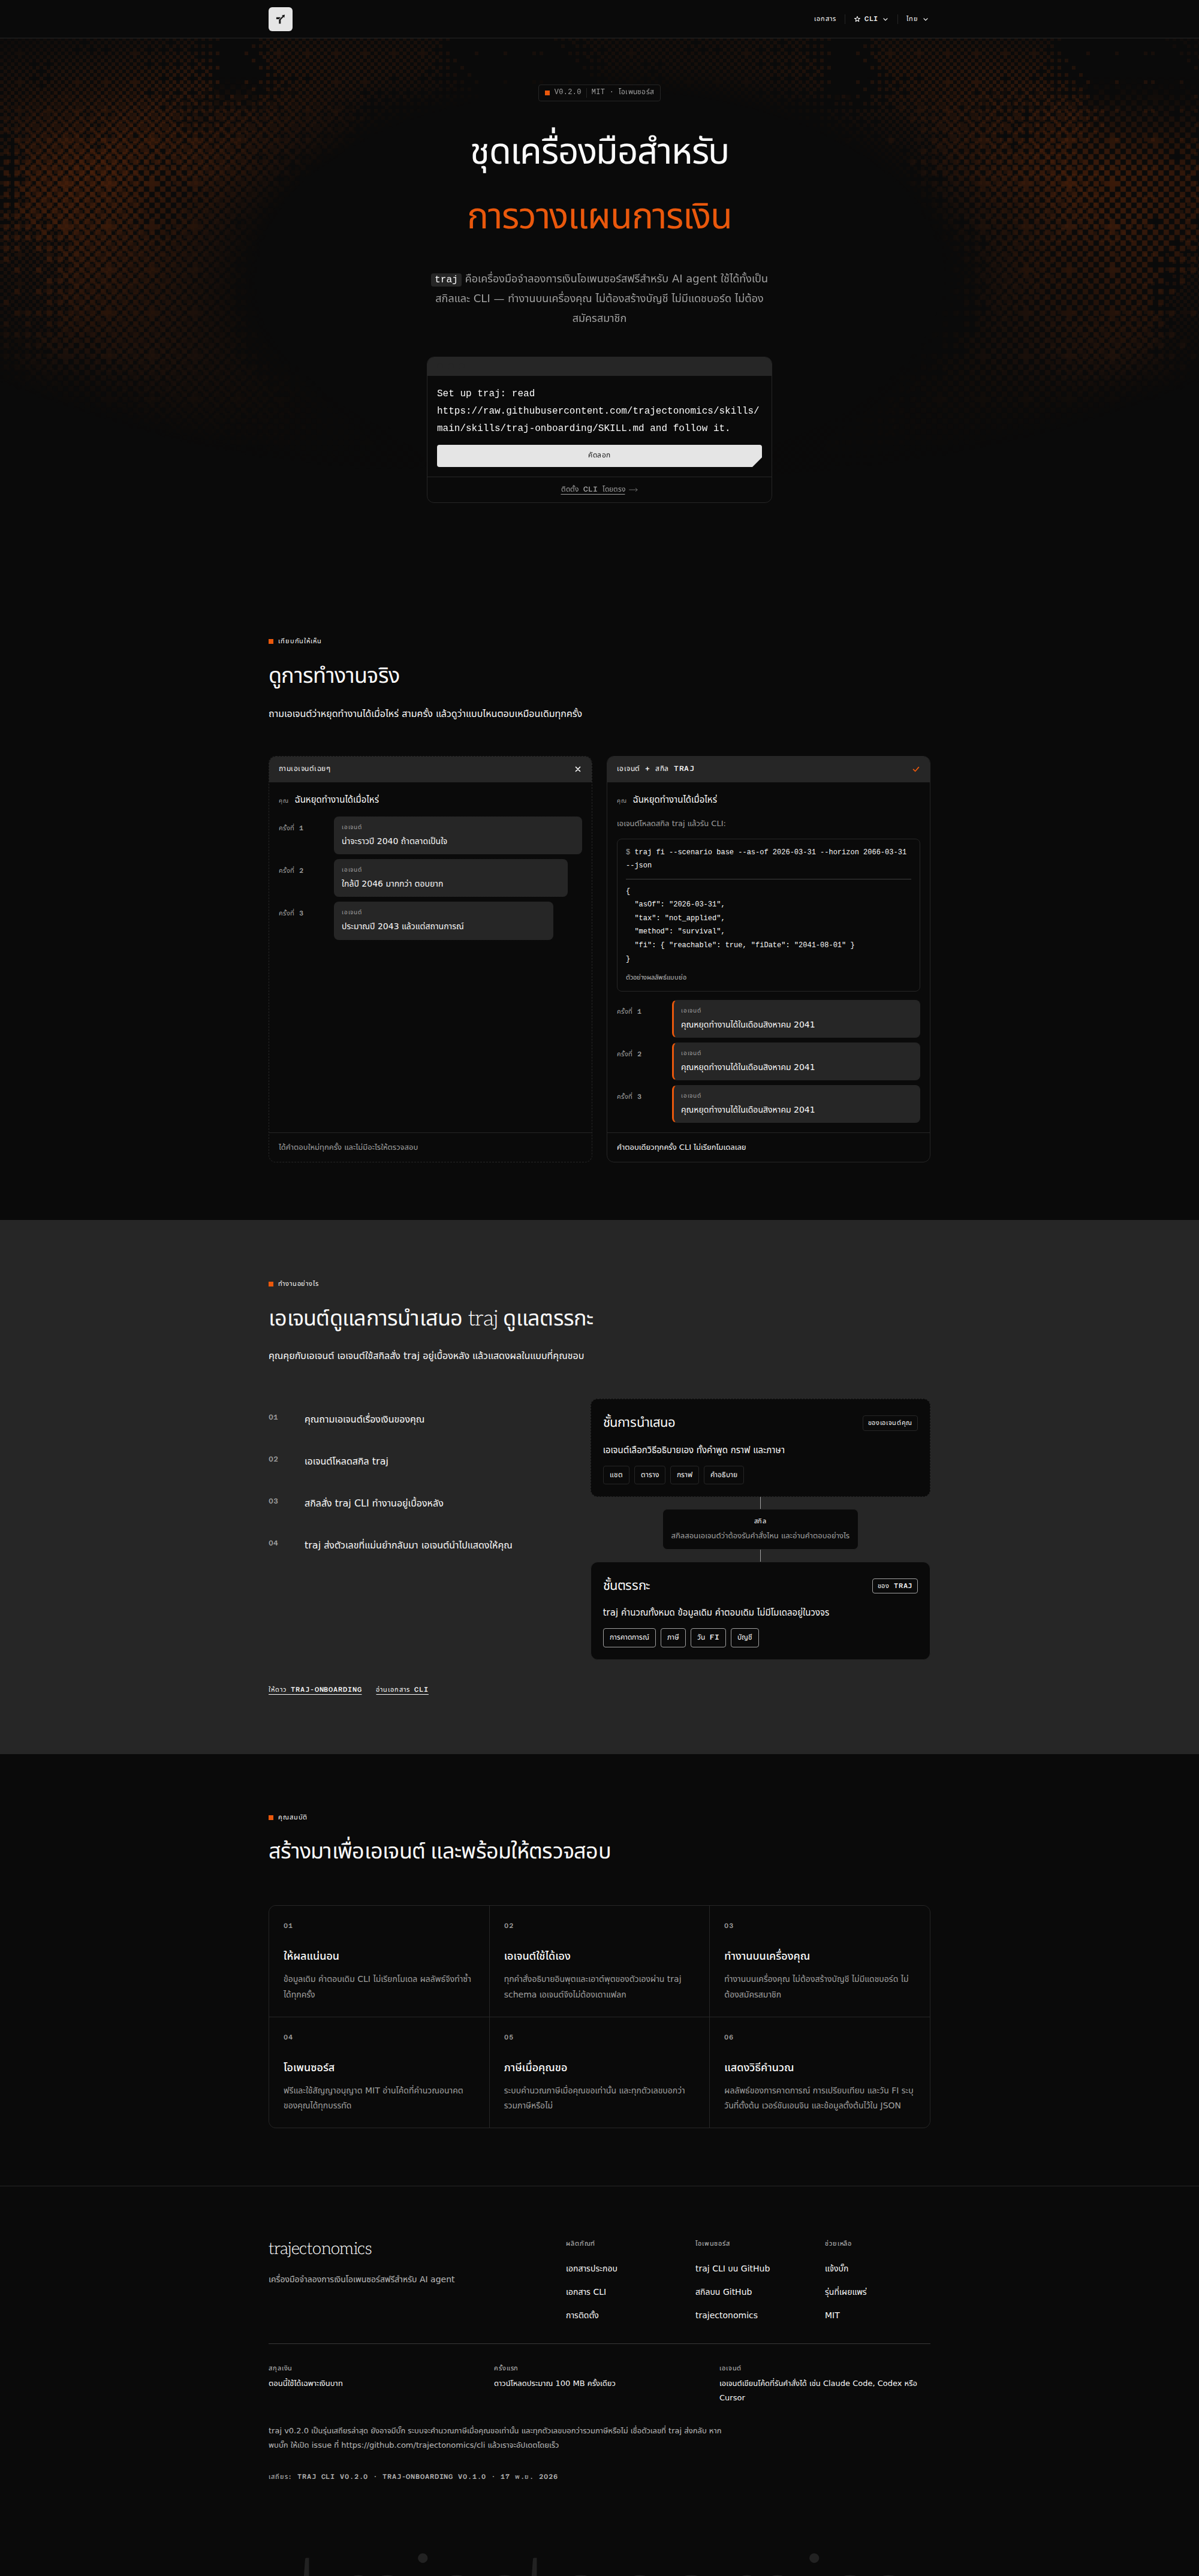 เอกสาร
CLI
ไทย
V0.2.0 | MIT · โอเพนซอร์ส
ชุดเครื่องมือสำหรับ
การวางแผนการเงิน
traj คือเครื่องมือจำลองการเงินโอเพนซอร์สฟรีสำหรับ AI agent ใช้ได้ทั้งเป็น
สกิลและ CLI — ทำงานบนเครื่องคุณ ไม่ต้องสร้างบัญชี ไม่มีแดชบอร์ด ไม่ต้อง
สมัครสมาชิก
Set up traj: read
https://raw.githubusercontent.com/trajectonomics/skills/
main/skills/traj-onboarding/SKILL.md and follow it.
คัดลอก
ติดตั้ง CLI โดยตรง →
เทียบกันให้เห็น
ดูการทำงานจริง
ถามเอเจนต์ว่าหยุดทำงานได้เมื่อไหร่ สามครั้ง แล้วดูว่าแบบไหนตอบเหมือนเดิมทุกครั้ง
ถามเอเจนต์เฉยๆ
คุณ ฉันหยุดทำงานได้เมื่อไหร่
ครั้งที่ 1
เอเจนต์
น่าจะราวปี 2040 ถ้าตลาดเป็นใจ
ครั้งที่ 2
เอเจนต์
ใกล้ปี 2046 มากกว่า ตอบยาก
ครั้งที่ 3
เอเจนต์
ประมาณปี 2043 แล้วแต่สถานการณ์
ได้คำตอบใหม่ทุกครั้ง และไม่มีอะไรให้ตรวจสอบ
เอเจนต์ + สกิล TRAJ
คุณ ฉันหยุดทำงานได้เมื่อไหร่
เอเจนต์โหลดสกิล traj แล้วรัน CLI:
$ traj fi --scenario base --as-of 2026-03-31 --horizon 2066-03-31
--json
{
"asOf": "2026-03-31",
"tax": "not_applied",
"method": "survival",
"fi": { "reachable": true, "fiDate": "2041-08-01" }
}
ตัวอย่างผลลัพธ์แบบย่อ
ครั้งที่ 1
เอเจนต์
คุณหยุดทำงานได้ในเดือนสิงหาคม 2041
ครั้งที่ 2
เอเจนต์
คุณหยุดทำงานได้ในเดือนสิงหาคม 2041
ครั้งที่ 3
เอเจนต์
คุณหยุดทำงานได้ในเดือนสิงหาคม 2041
คำตอบเดียวทุกครั้ง CLI ไม่เรียกโมเดลเลย
ทำงานอย่างไร
เอเจนต์ดูแลการนำเสนอ traj ดูแลตรรกะ
คุณคุยกับเอเจนต์ เอเจนต์ใช้สกิลสั่ง traj อยู่เบื้องหลัง แล้วแสดงผลในแบบที่คุณชอบ
01 คุณถามเอเจนต์เรื่องเงินของคุณ
02 เอเจนต์โหลดสกิล traj
03 สกิลสั่ง traj CLI ทำงานอยู่เบื้องหลัง
04 traj ส่งตัวเลขที่แม่นยำกลับมา เอเจนต์นำไปแสดงให้คุณ
ชั้นการนำเสนอ
ของเอเจนต์คุณ
เอเจนต์เลือกวิธีอธิบายเอง ทั้งคำพูด กราฟ และภาษา
แชต ตาราง กราฟ คำอธิบาย
สกิล
สกิลสอนเอเจนต์ว่าต้องรันคำสั่งไหน และอ่านคำตอบอย่างไร
ชั้นตรรกะ
ของ TRAJ
traj คำนวณทั้งหมด ข้อมูลเดิม คำตอบเดิม ไม่มีโมเดลอยู่ในวงจร
การคาดการณ์ ภาษี วัน FI บัญชี
ให้ดาว TRAJ-ONBOARDING อ่านเอกสาร CLI
คุณสมบัติ
สร้างมาเพื่อเอเจนต์ และพร้อมให้ตรวจสอบ
01
ให้ผลแน่นอน
ข้อมูลเดิม คำตอบเดิม CLI ไม่เรียกโมเดล ผลลัพธ์จึงทำซ้ำ
ได้ทุกครั้ง
02
เอเจนต์ใช้ได้เอง
ทุกคำสั่งอธิบายอินพุตและเอาต์พุตของตัวเองผ่าน traj
schema เอเจนต์จึงไม่ต้องเดาแฟลก
03
ทำงานบนเครื่องคุณ
ทำงานบนเครื่องคุณ ไม่ต้องสร้างบัญชี ไม่มีแดชบอร์ด ไม่
ต้องสมัครสมาชิก
04
โอเพนซอร์ส
ฟรีและใช้สัญญาอนุญาต MIT อ่านโค้ดที่คำนวณอนาคต
ของคุณได้ทุกบรรทัด
05
ภาษีเมื่อคุณขอ
ระบบคำนวณภาษีเมื่อคุณขอเท่านั้น และทุกตัวเลขบอกว่า
รวมภาษีหรือไม่
06
แสดงวิธีคำนวณ
ผลลัพธ์ของการคาดการณ์ การเปรียบเทียบ และวัน FI ระบุ
วันที่ตั้งต้น เวอร์ชันเอนจิน และข้อมูลตั้งต้นไว้ใน JSON
trajectonomics
เครื่องมือจำลองการเงินโอเพนซอร์สฟรีสำหรับ AI agent
ผลิตภัณฑ์
เอกสารประกอบ
เอกสาร CLI
การติดตั้ง
โอเพนซอร์ส
traj CLI บน GitHub
สกิลบน GitHub
trajectonomics
ช่วยเหลือ
แจ้งบั๊ก
รุ่นที่เผยแพร่
MIT
สกุลเงิน
ตอนนี้ใช้ได้เฉพาะเงินบาท
ครั้งแรก
ดาวน์โหลดประมาณ 100 MB ครั้งเดียว
เอเจนต์
เอเจนต์เขียนโค้ดที่รันคำสั่งได้ เช่น Claude Code, Codex หรือ
Cursor
traj v0.2.0 เป็นรุ่นเสถียรล่าสุด ยังอาจมีบั๊ก ระบบจะคำนวณภาษีเมื่อคุณขอเท่านั้น และทุกตัวเลขบอกว่ารวมภาษีหรือไม่ เชื่อตัวเลขที่ traj ส่งกลับ หาก
พบบั๊ก ให้เปิด issue ที่ https://github.com/trajectonomics/cli แล้วเราจะอัปเดตโดยเร็ว
เสถียร: TRAJ CLI V0.2.0 · TRAJ-ONBOARDING V0.1.0 · 17 พ.ย. 2026